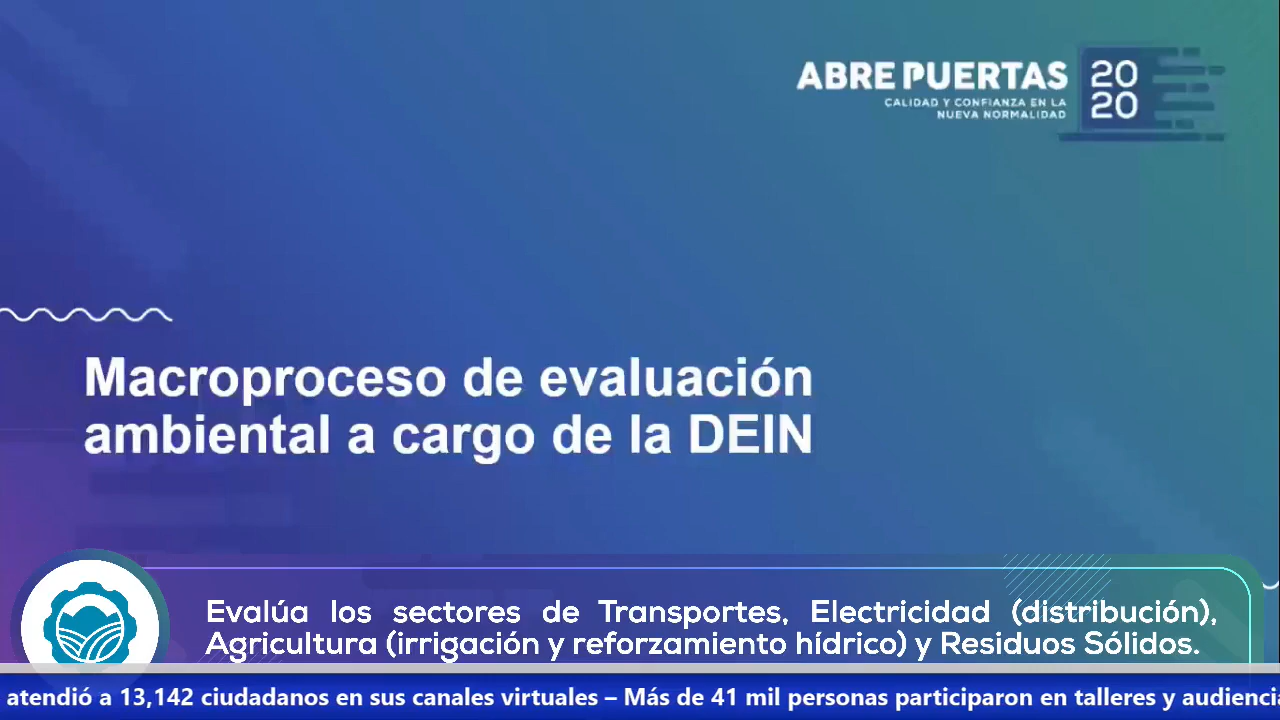 ABRE PUERTAS
CALIDAD Y CONFIANZA EN LA
NUEVA NORMALIDAD
20
20
Macroproceso de evaluación
ambiental a cargo de la DEIN
Evalúa los sectores de Transportes, Electricidad (distribución),
Agricultura (irrigación y reforzamiento hídrico) y Residuos Sólidos.
atendió a 13,142 ciudadanos en sus canales virtuales – Más de 41 mil personas participaron en talleres y audiencia